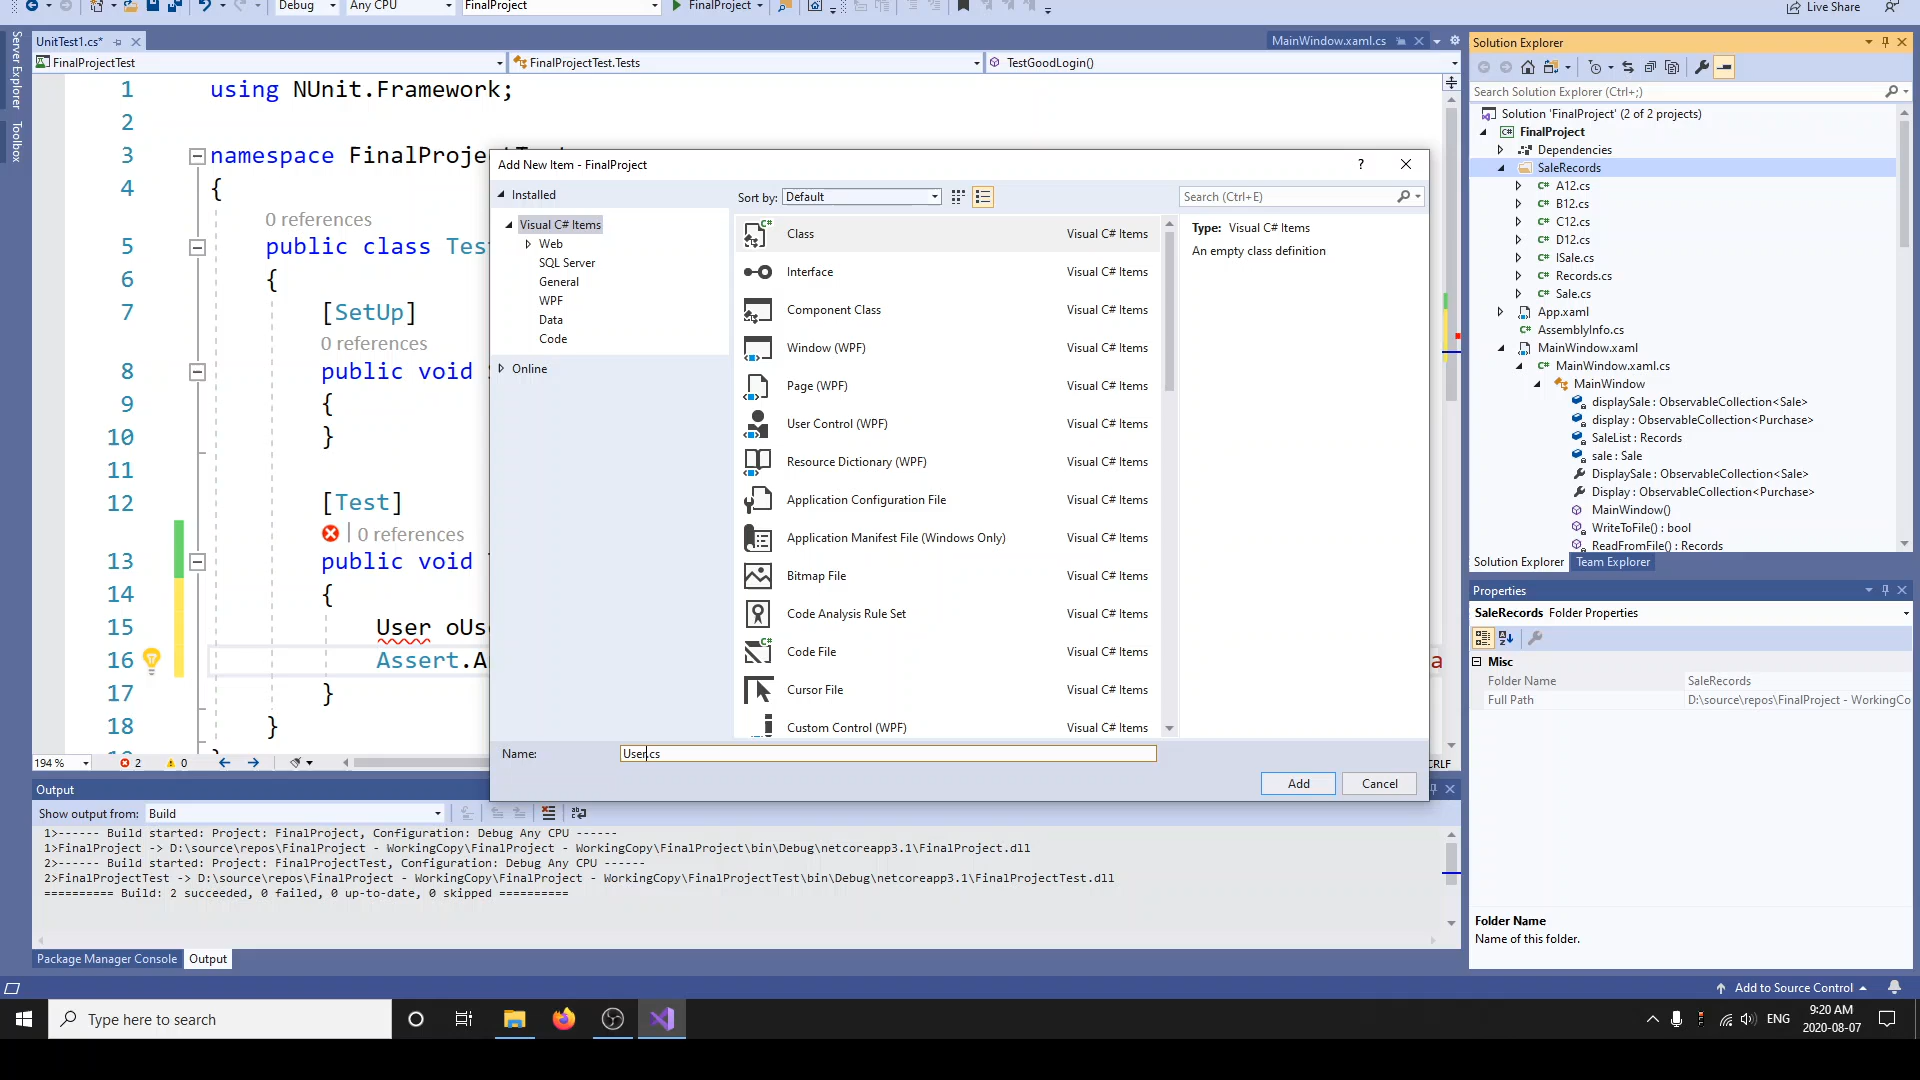 Debug
Any CPU
FinalProject
FinalProject
Live Share
Server Explorer
Toolbox
UnitTest1.cs*
MainWindow.xaml.cs
FinalProjectTest
FinalProjectTest.Tests
TestGoodLogin()
1 using NUnit.Framework;
2
3 namespace
4 {
0 references
5 public class
6 {
7 [SetUp]
0 references
8 public void
9 {
10 }
11
12 [Test]
0 references
13 public void
14 {
15 User
16 Assert.
17 }
18 }
194 %
2
0
CRLF
Add New Item - FinalProject
?
Installed
Sort by: Default
Search (Ctrl+E)
Visual C# Items
Web
SQL Server
General
WPF
Data
Code
Online
Class Visual C# Items
Interface Visual C# Items
Component Class Visual C# Items
Window (WPF) Visual C# Items
Page (WPF) Visual C# Items
User Control (WPF) Visual C# Items
Resource Dictionary (WPF) Visual C# Items
Application Configuration File Visual C# Items
Application Manifest File (Windows Only) Visual C# Items
Bitmap File Visual C# Items
Code Analysis Rule Set Visual C# Items
Code File Visual C# Items
Cursor File Visual C# Items
Custom Control (WPF) Visual C# Items
Type: Visual C# Items
An empty class definition
Name: User.cs
Add
Cancel
Solution Explorer
Search Solution Explorer (Ctrl+;)
Solution 'FinalProject' (2 of 2 projects)
FinalProject
Dependencies
SaleRecords
A12.cs
B12.cs
C12.cs
D12.cs
ISale.cs
Records.cs
Sale.cs
App.xaml
AssemblyInfo.cs
MainWindow.xaml
MainWindow.xaml.cs
MainWindow
displaySale : ObservableCollection<Sale>
display : ObservableCollection<Purchase>
SaleList : Records
sale : Sale
DisplaySale : ObservableCollection<Sale>
Display : ObservableCollection<Purchase>
MainWindow()
WriteToFile() : bool
ReadFromFile() : Records
Solution Explorer
Team Explorer
Properties
SaleRecords Folder Properties
Misc
Folder Name SaleRecords
Full Path D:\source\repos\FinalProject - WorkingCo
Folder Name
Name of this folder.
Output
Show output from: Build
1>------ Build started: Project: FinalProject, Configuration: Debug Any CPU ------
1>FinalProject -> D:\source\repos\FinalProject - WorkingCopy\FinalProject - WorkingCopy\FinalProject\bin\Debug\netcoreapp3.1\FinalProject.dll
2>------ Build started: Project: FinalProjectTest, Configuration: Debug Any CPU ------
2>FinalProjectTest -> D:\source\repos\FinalProject - WorkingCopy\FinalProject - WorkingCopy\FinalProjectTest\bin\Debug\netcoreapp3.1\FinalProjectTest.dll
========== Build: 2 succeeded, 0 failed, 0 up-to-date, 0 skipped ==========
Package Manager Console
Output
Add to Source Control
Type here to search
ENG
9:20 AM
2020-08-07